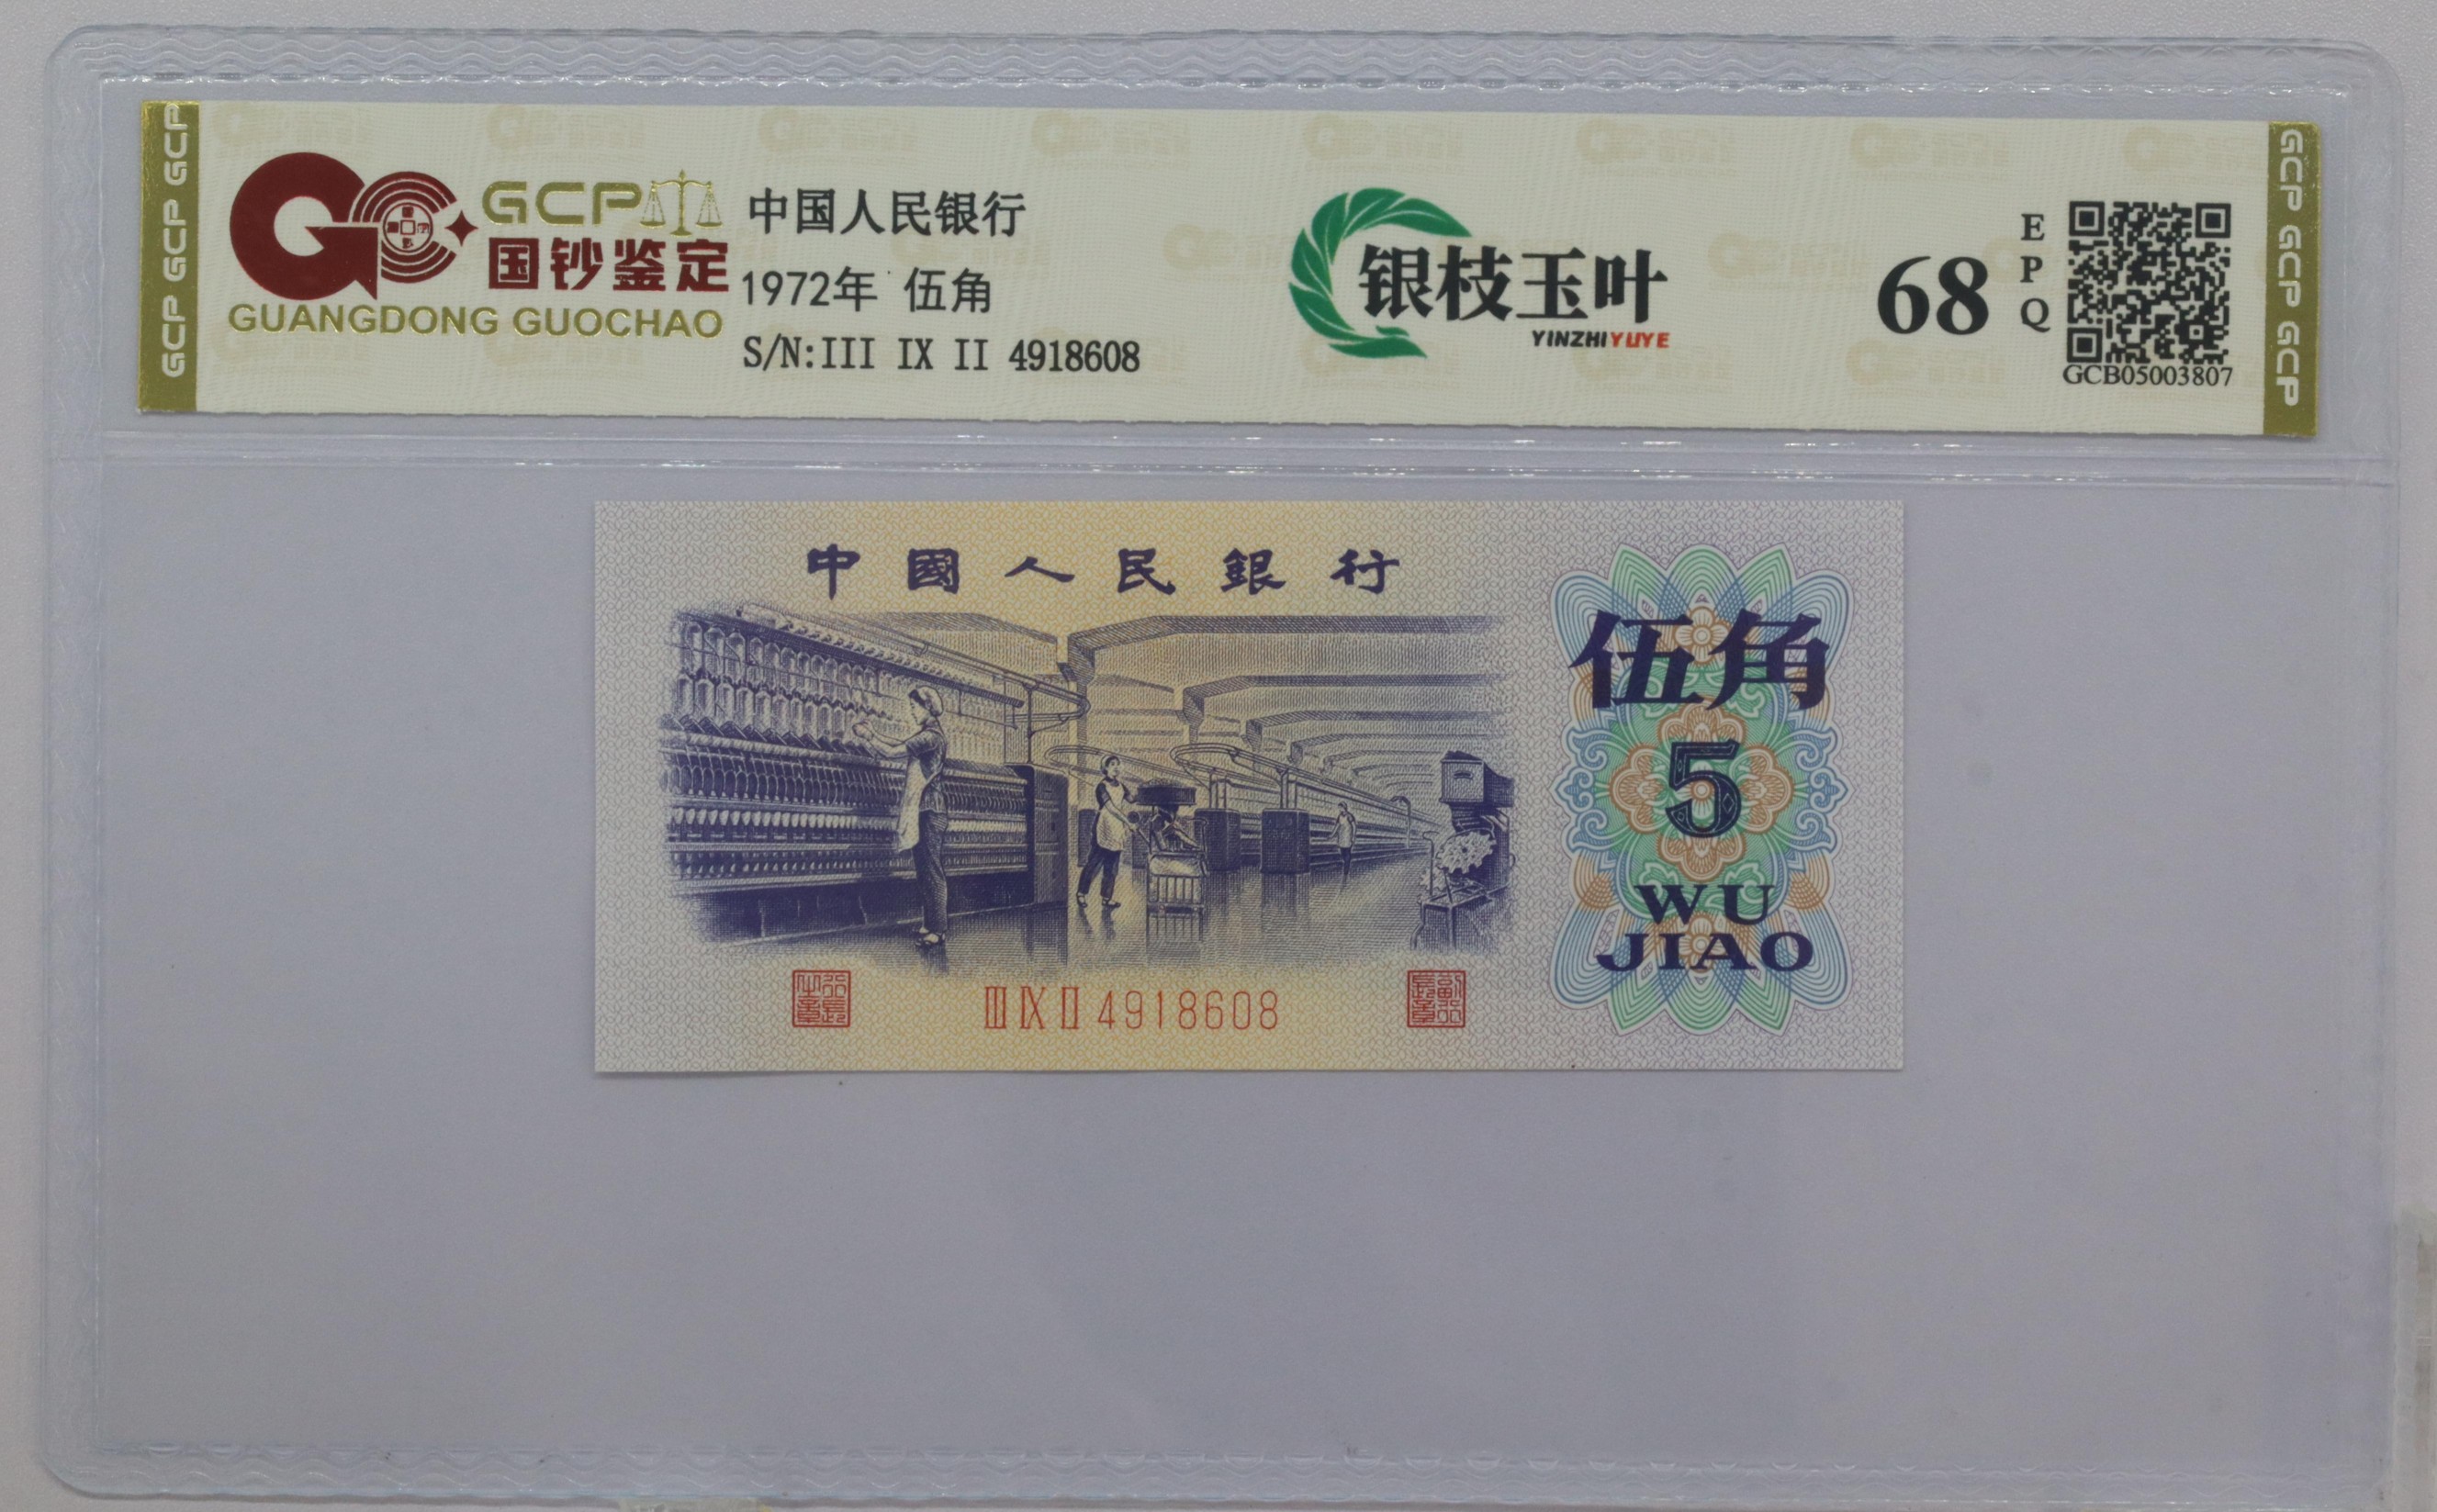 GCP GCP GCP
GCP
国钞鉴定
GUANGDONG GUOCHAO
中国人民银行
1972年 伍角
S/N:III IX II 4918608
银枝玉叶
YINZHIYUYE
68
EPQ
GCB05003807
GCP GCP GCP
中國人民銀行
伍角
5
WU
JIAO
III IX II 4918608